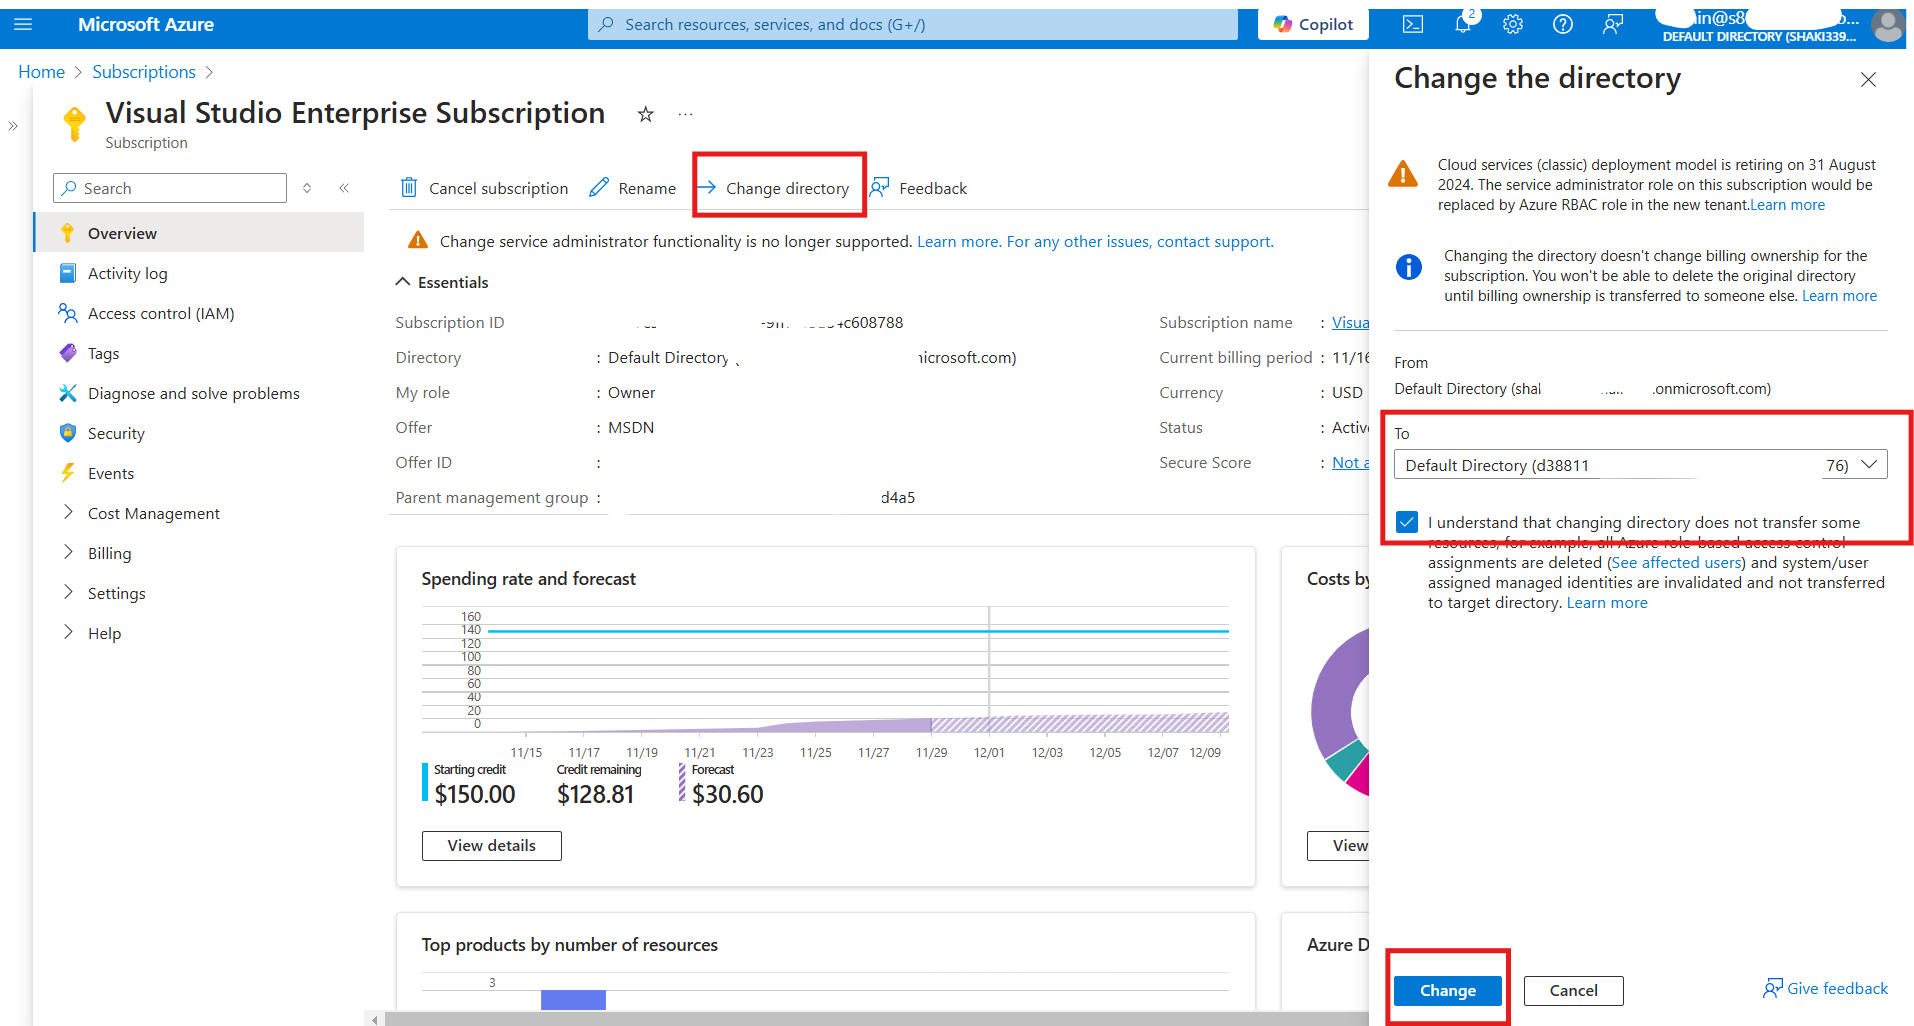 Microsoft Azure
Search resources, services, and docs (G+/)
Copilot
2
DEFAULT DIRECTORY (SHAKI339...
Home > Subscriptions >
Visual Studio Enterprise Subscription
...
Subscription
Search
Cancel subscription
Rename
Change directory
Feedback
Overview
Activity log
Access control (IAM)
Tags
Diagnose and solve problems
Security
Events
Cost Management
Billing
Settings
Help
Change service administrator functionality is no longer supported. Learn more. For any other issues, contact support.
Essentials
Subscription ID
c608788
Directory : Default Directory
microsoft.com)
My role : Owner
Offer : MSDN
Offer ID :
Parent management group :
d4a5
Subscription name : Visua
Current billing period : 11/16
Currency : USD
Status : Active
Secure Score : Not a
Spending rate and forecast
160
140
120
100
80
60
40
20
0
11/15 11/17 11/19 11/21 11/23 11/25 11/27 11/29 12/01 12/03 12/05 12/07 12/09
Starting credit
$150.00
Credit remaining
$128.81
Forecast
$30.60
View details
Costs by
View
Top products by number of resources
3
Azure D
Change the directory
Cloud services (classic) deployment model is retiring on 31 August
2024. The service administrator role on this subscription would be
replaced by Azure RBAC role in the new tenant.Learn more
Changing the directory doesn't change billing ownership for the
subscription. You won't be able to delete the original directory
until billing ownership is transferred to someone else. Learn more
From
Default Directory (shal
.onmicrosoft.com)
To
Default Directory (d38811
76)
I understand that changing directory does not transfer some
resources, for example, all Azure role-based access control
assignments are deleted (See affected users) and system/user
assigned managed identities are invalidated and not transferred
to target directory. Learn more
Change
Cancel
Give feedback